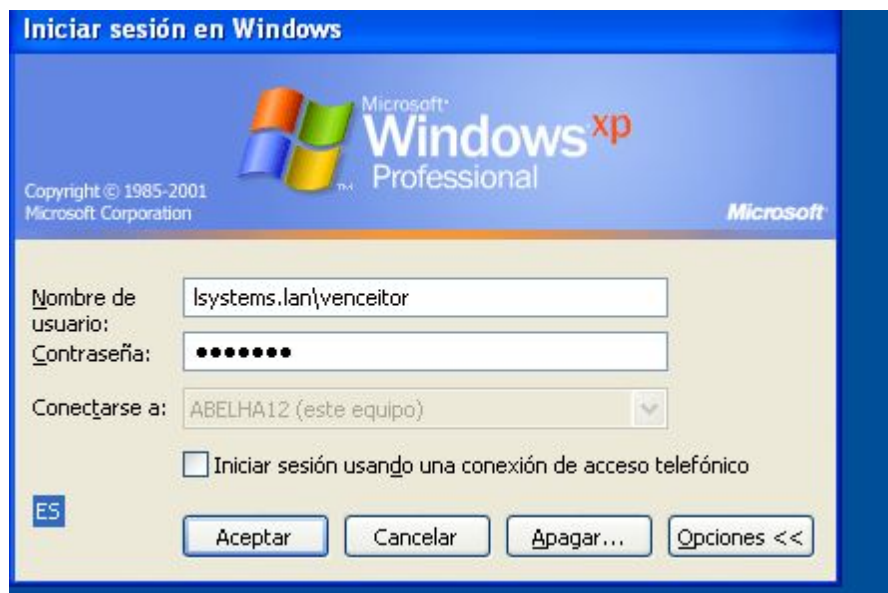 Iniciar sesión en Windows
Microsoft®
Windows xp
Professional
TM
Copyright © 1985-2001
Microsoft Corporation
Microsoft
Nombre de
usuario:
lsystems.lan\venceitor
Contraseña:
•••••••
Conectarse a:
ABELHA12 (este equipo)
Iniciar sesión usando una conexión de acceso telefónico
ES
Aceptar
Cancelar
Apagar...
Opciones <<